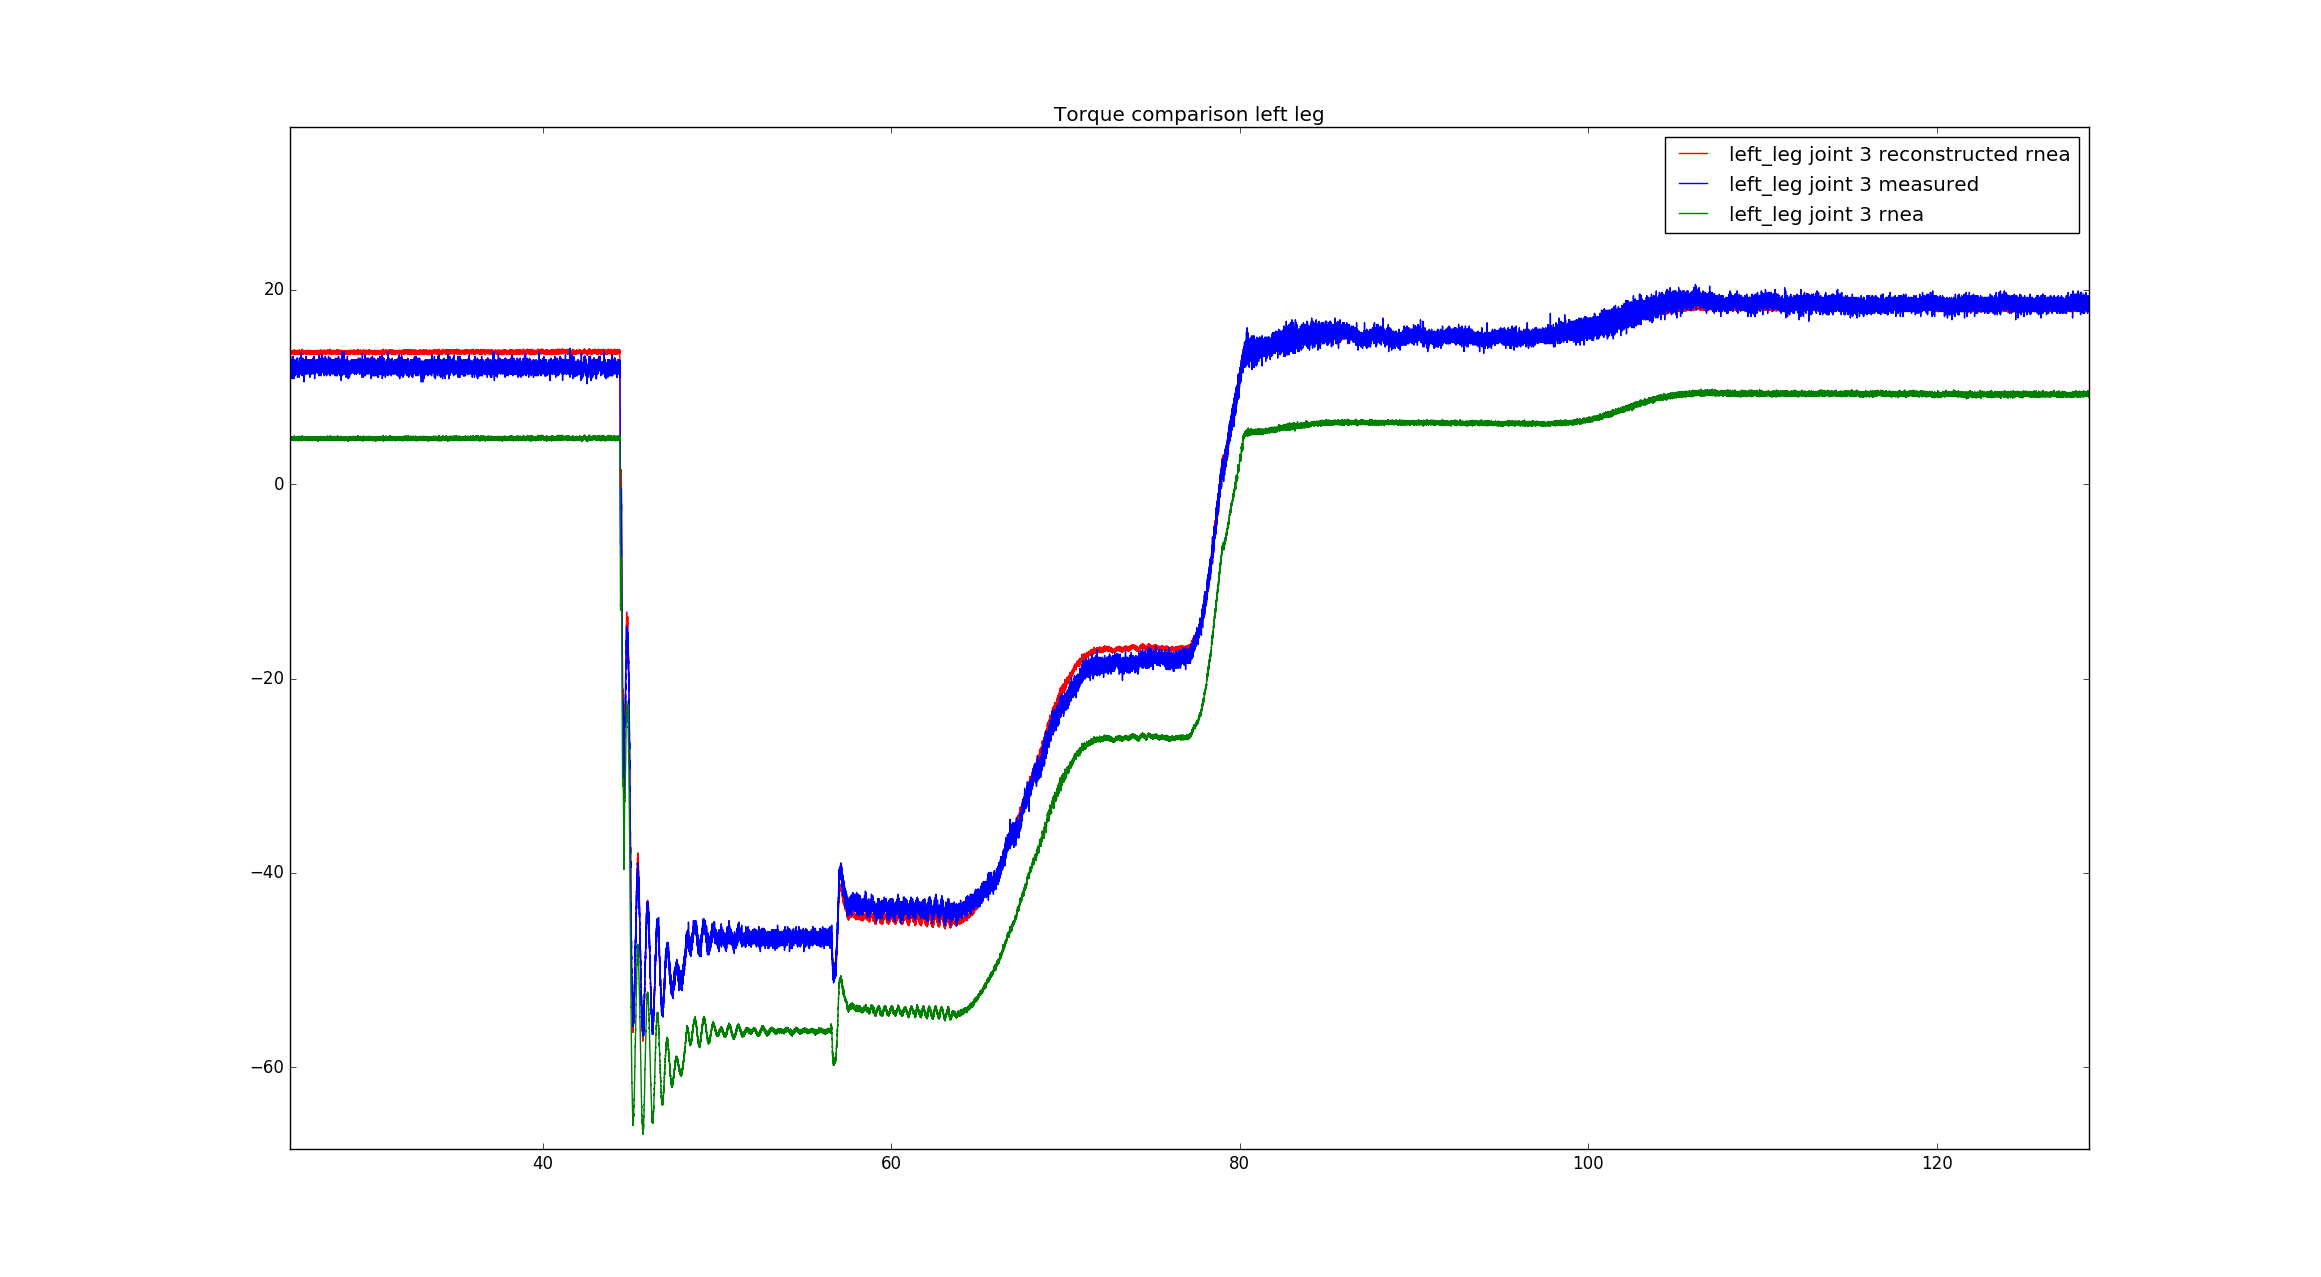 Torque comparison left leg
left_leg joint 3 reconstructed rnea
left_leg joint 3 measured
left_leg joint 3 rnea
20
0
−20
−40
−60
40 60 80 100 120